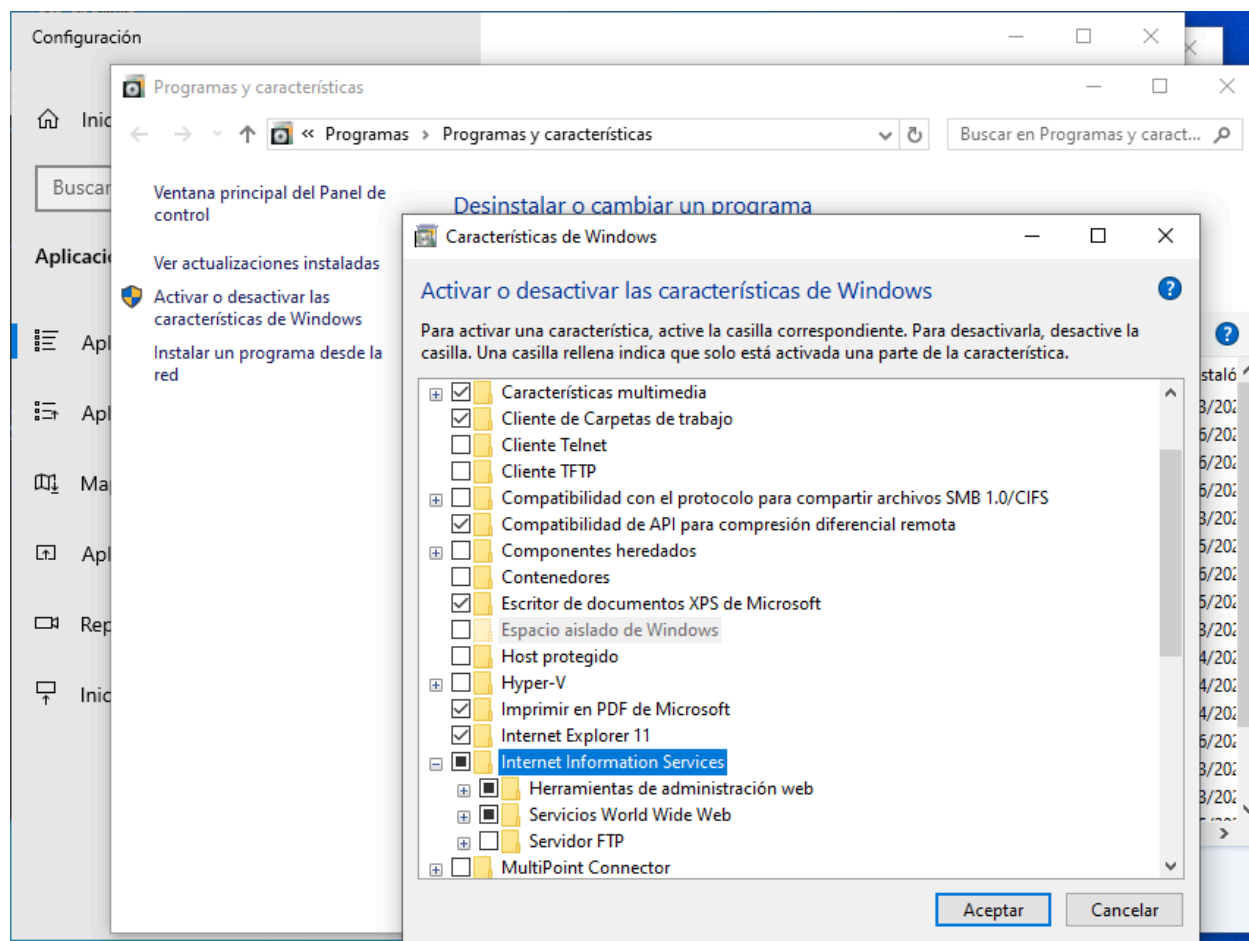 Configuración
Programas y características
Inic
« Programas › Programas y características
Buscar en Programas y caract...
Buscar
Ventana principal del Panel de
control
Desinstalar o cambiar un programa
Características de Windows
Aplicacio
Ver actualizaciones instaladas
Activar o desactivar las
características de Windows
Instalar un programa desde la
red
Activar o desactivar las características de Windows
Para activar una característica, active la casilla correspondiente. Para desactivarla, desactive la
casilla. Una casilla rellena indica que solo está activada una parte de la característica.
Apl
Apl
Map
Apl
Rep
Inic
Características multimedia
Cliente de Carpetas de trabajo
Cliente Telnet
Cliente TFTP
Compatibilidad con el protocolo para compartir archivos SMB 1.0/CIFS
Compatibilidad de API para compresión diferencial remota
Componentes heredados
Contenedores
Escritor de documentos XPS de Microsoft
Espacio aislado de Windows
Host protegido
Hyper-V
Imprimir en PDF de Microsoft
Internet Explorer 11
Internet Information Services
Herramientas de administración web
Servicios World Wide Web
Servidor FTP
MultiPoint Connector
Aceptar
Cancelar
staló